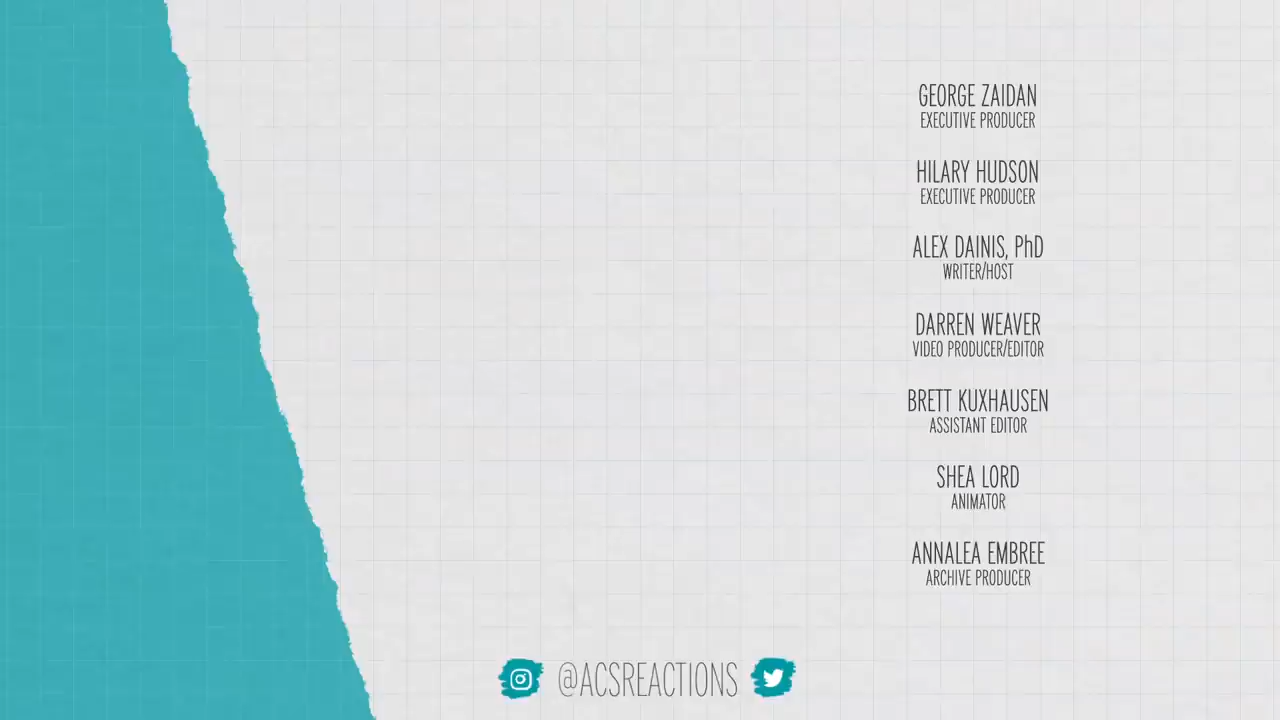 GEORGE ZAIDAN
EXECUTIVE PRODUCER
HILARY HUDSON
EXECUTIVE PRODUCER
ALEX DAINIS, PhD
WRITER/HOST
DARREN WEAVER
VIDEO PRODUCER/EDITOR
BRETT KUXHAUSEN
ASSISTANT EDITOR
SHEA LORD
ANIMATOR
ANNALEA EMBREE
ARCHIVE PRODUCER
@ACSREACTIONS